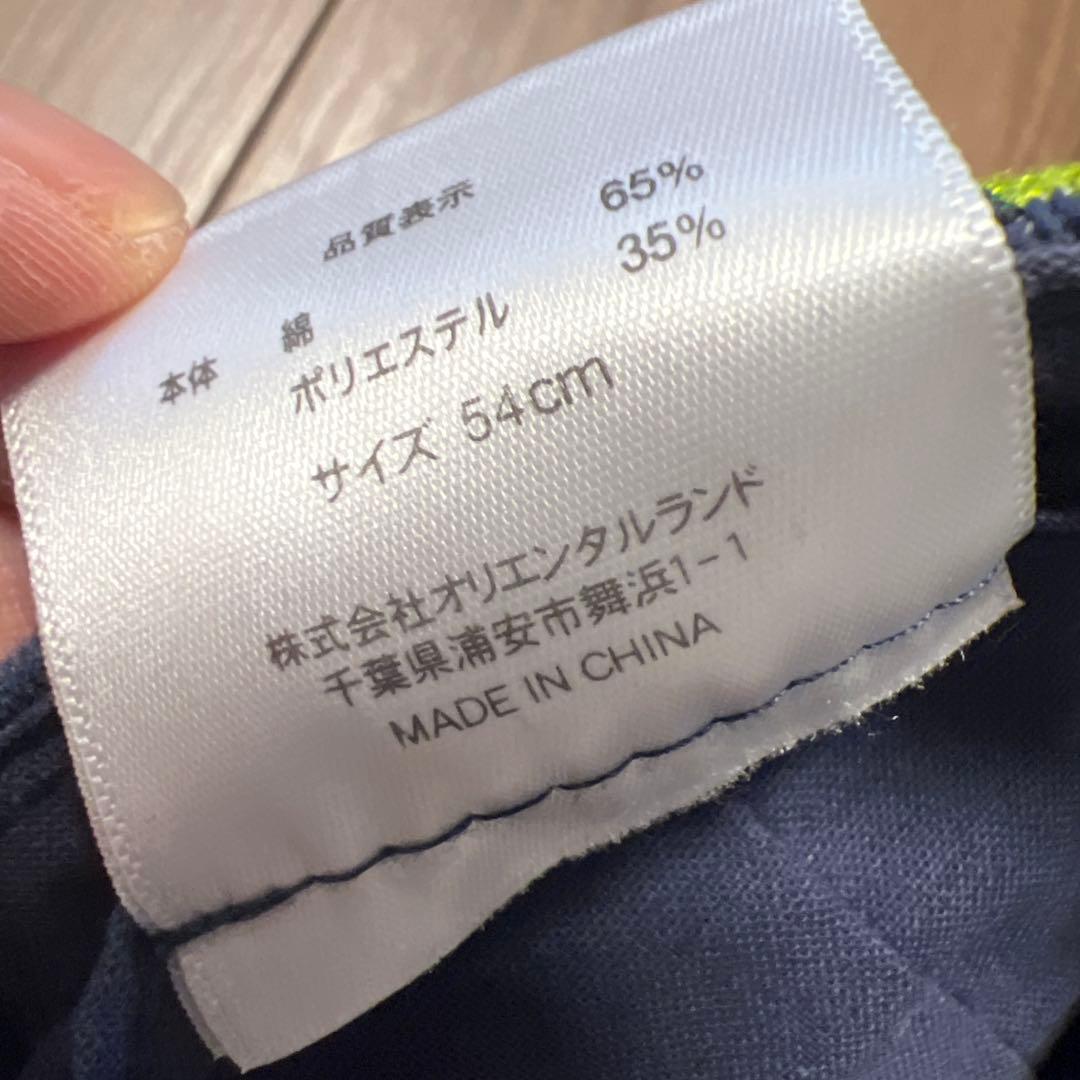 品質表示
本体 綿 65%
ポリエステル 35%
サイズ 54cm
株式会社オリエンタルランド
千葉県浦安市舞浜1-1
MADE IN CHINA